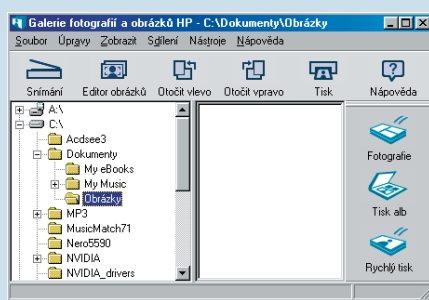 Galerie fotografií a obrázků HP - C:\Dokumenty\Obrázky
Soubor Úpravy Zobrazit Sdílení Nástroje Nápověda
Snímání Editor obrázků Otočit vlevo Otočit vpravo Tisk Nápověda
A:\
C:\
Acdsee3
Dokumenty
My eBooks
My Music
Obrázky
MP3
MusicMatch71
Nero5590
NVIDIA
NVIDIA_drivers
Fotografie
Tisk alb
Rychlý tisk